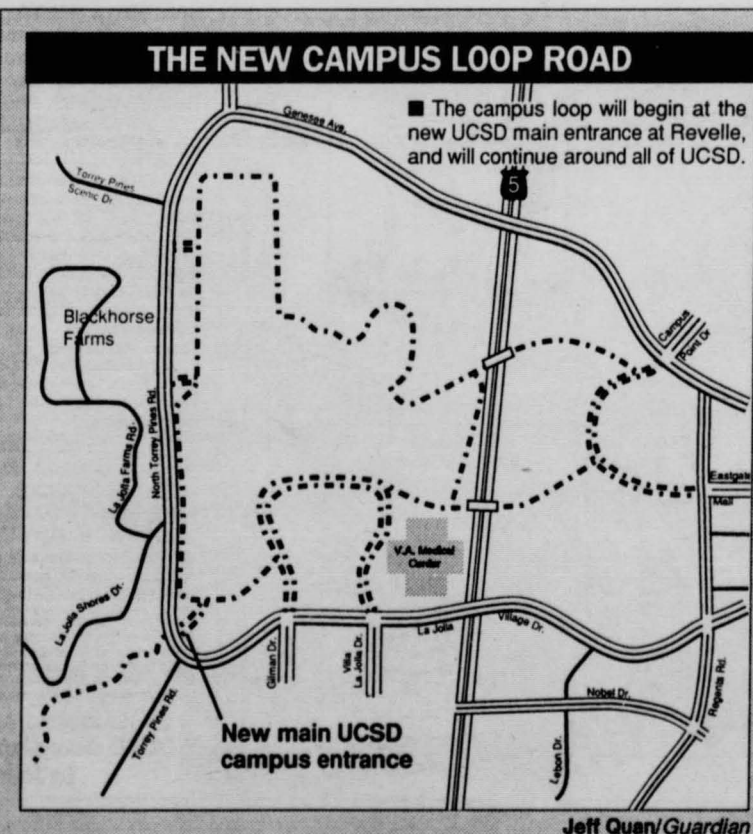 THE NEW CAMPUS LOOP ROAD
■ The campus loop will begin at the
new UCSD main entrance at Revelle,
and will continue around all of UCSD.
Genesee Ave.
5
Torrey Pines
Scenic Dr.
Blackhorse
Farms
Campus
Point Dr.
North Torrey Pines Rd.
La Jolla Farms Rd.
Eastgate
Mall
V.A. Medical
Center
La Jolla Shores Dr.
La Jolla
Village Dr.
Gilman Dr.
Villa
La Jolla Dr.
Torrey Pines Rd.
Nobel Dr.
Regents Rd.
Lebon Dr.
New main UCSD
campus entrance
Jeff Quan/Guardian